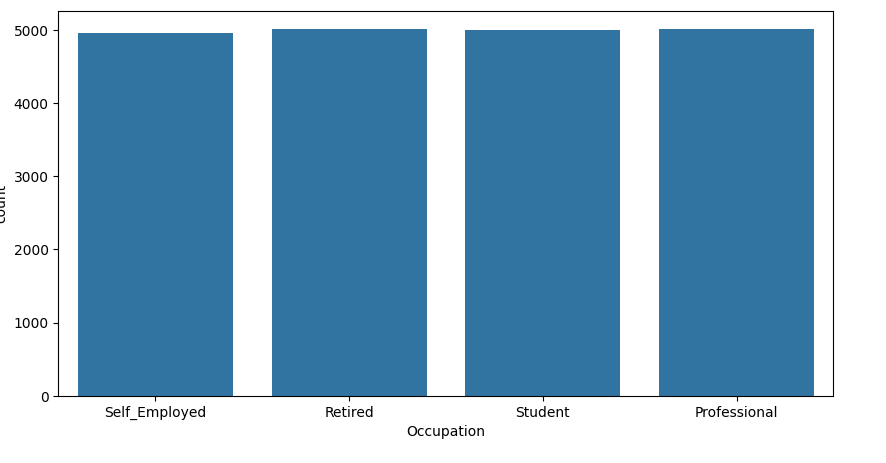 5000
4000
3000
2000
1000
0
count
Self_Employed Retired Student Professional
Occupation